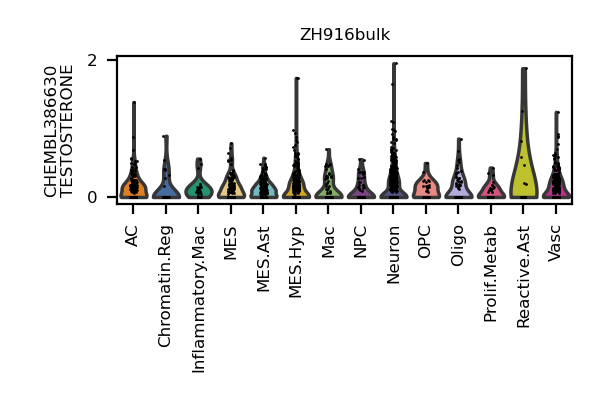 ZH916bulk
CHEMBL386630
TESTOSTERONE
2
0
AC
Chromatin.Reg
Inflammatory.Mac
MES
MES.Ast
MES.Hyp
Mac
NPC
Neuron
OPC
Oligo
Prolif.Metab
Reactive.Ast
Vasc